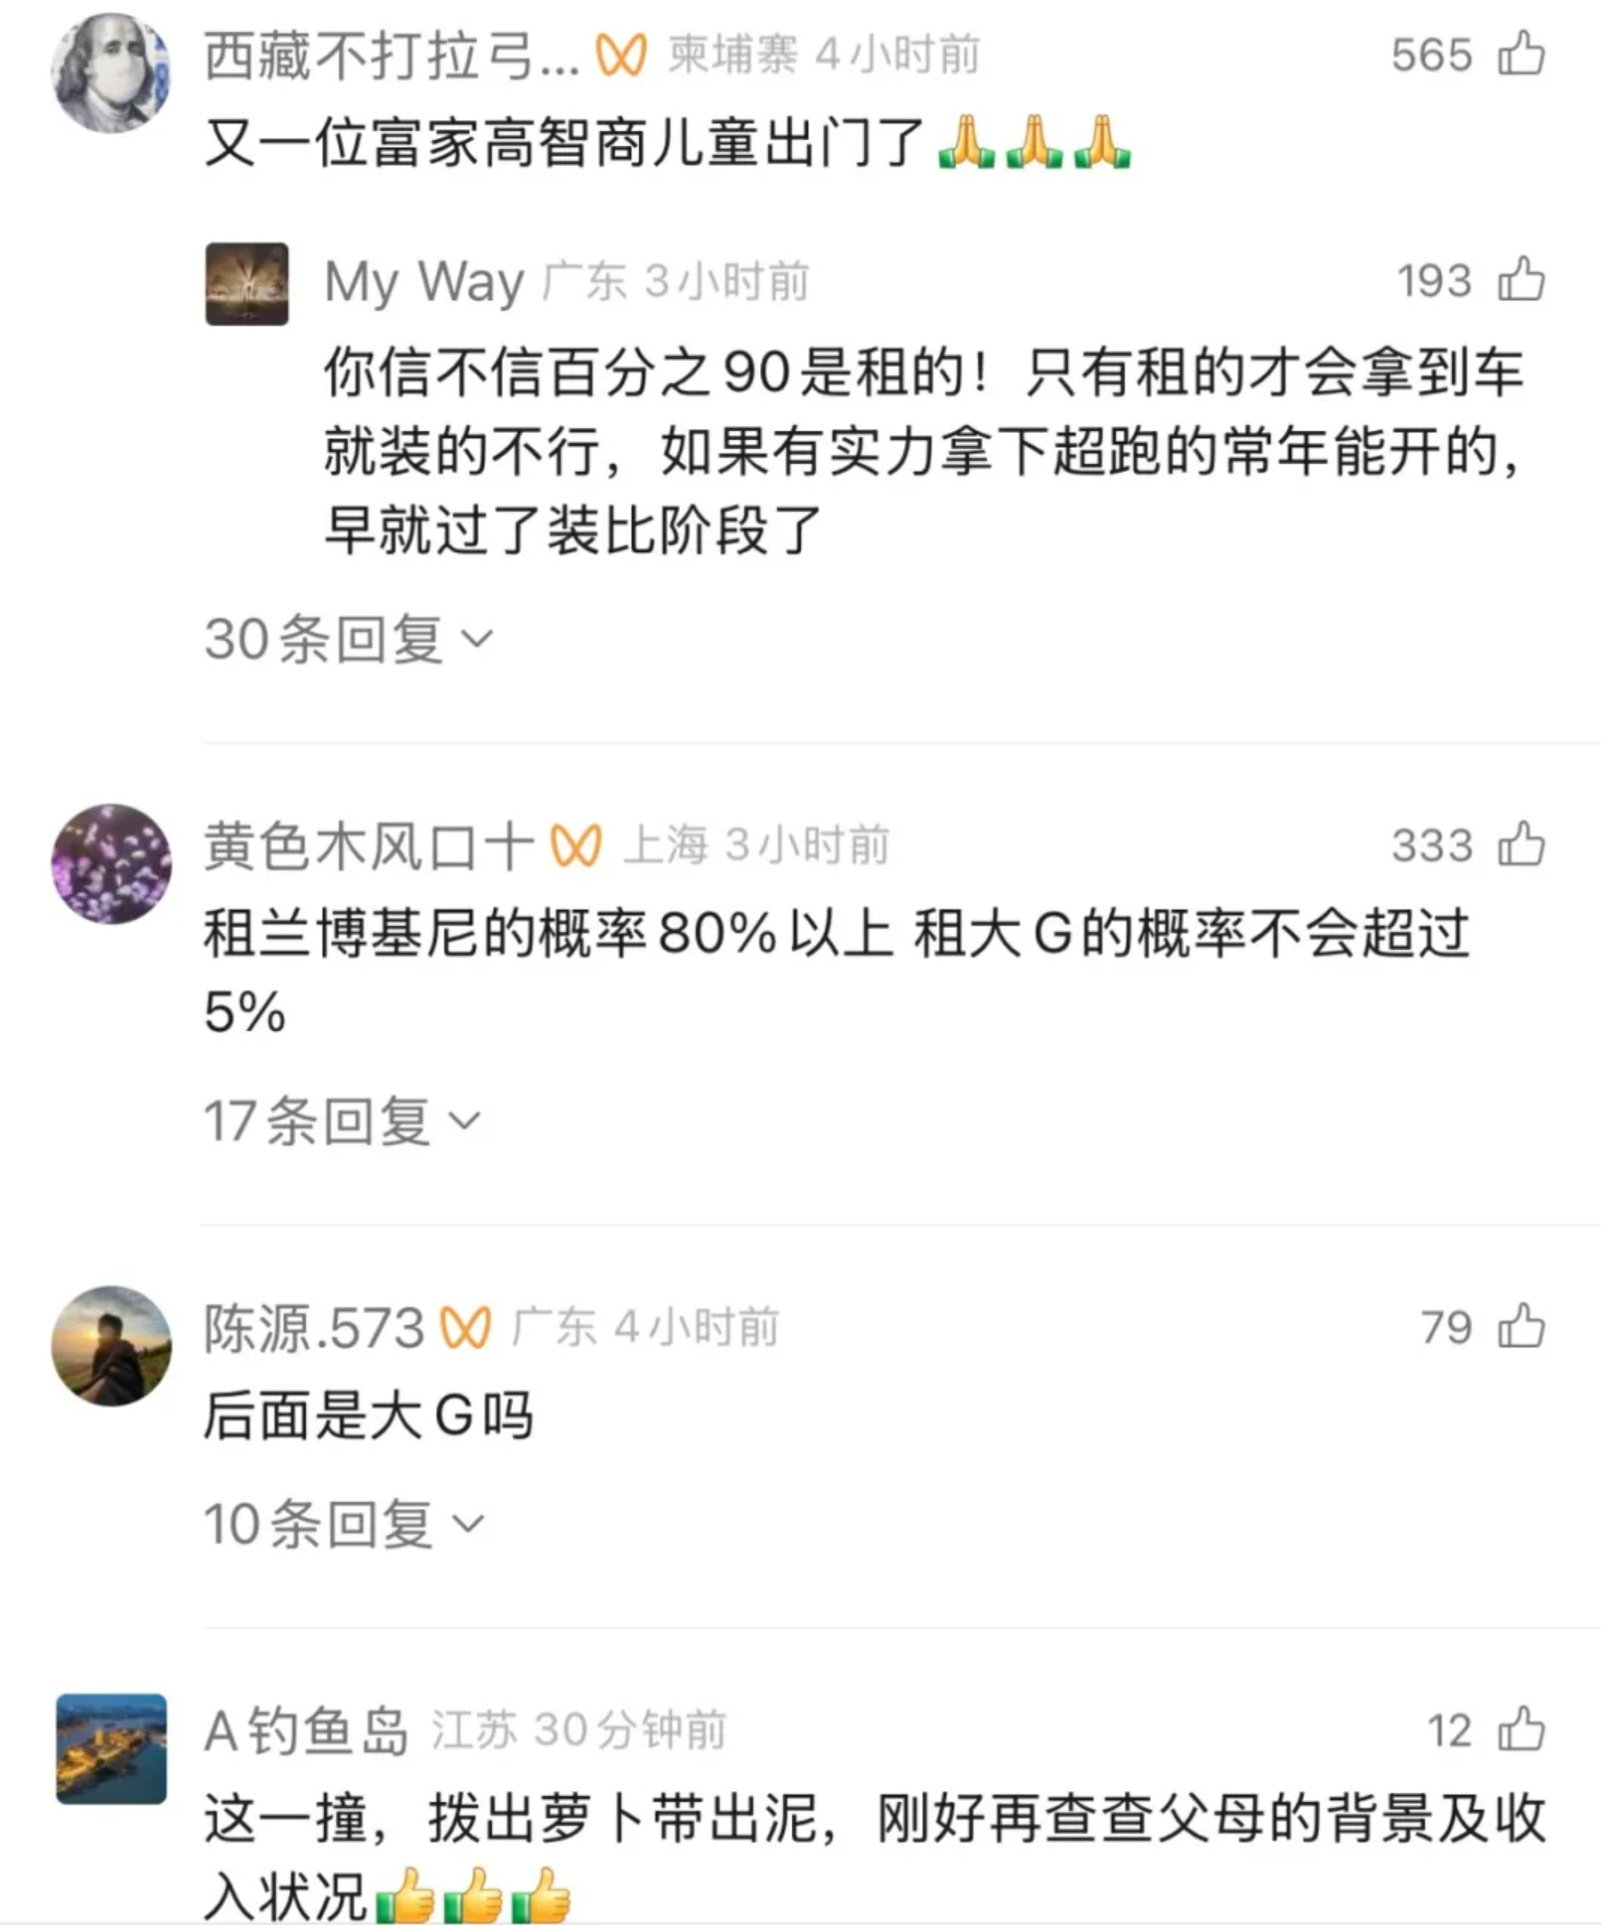 西藏不打拉弓... 柬埔寨 4小时前 565
又一位富家高智商儿童出门了🙏🙏🙏
My Way 广东 3小时前 193
你信不信百分之90是租的！只有租的才会拿到车
就装的不行，如果有实力拿下超跑的常年能开的，
早就过了装比阶段了
30条回复
黄色木风口十 上海 3小时前 333
租兰博基尼的概率80%以上 租大G的概率不会超过
5%
17条回复
陈源.573 广东 4小时前 79
后面是大G吗
10条回复
A钓鱼岛 江苏 30分钟前 12
这一撞，拨出萝卜带出泥，刚好再查查父母的背景及收
入状况👍👍👍